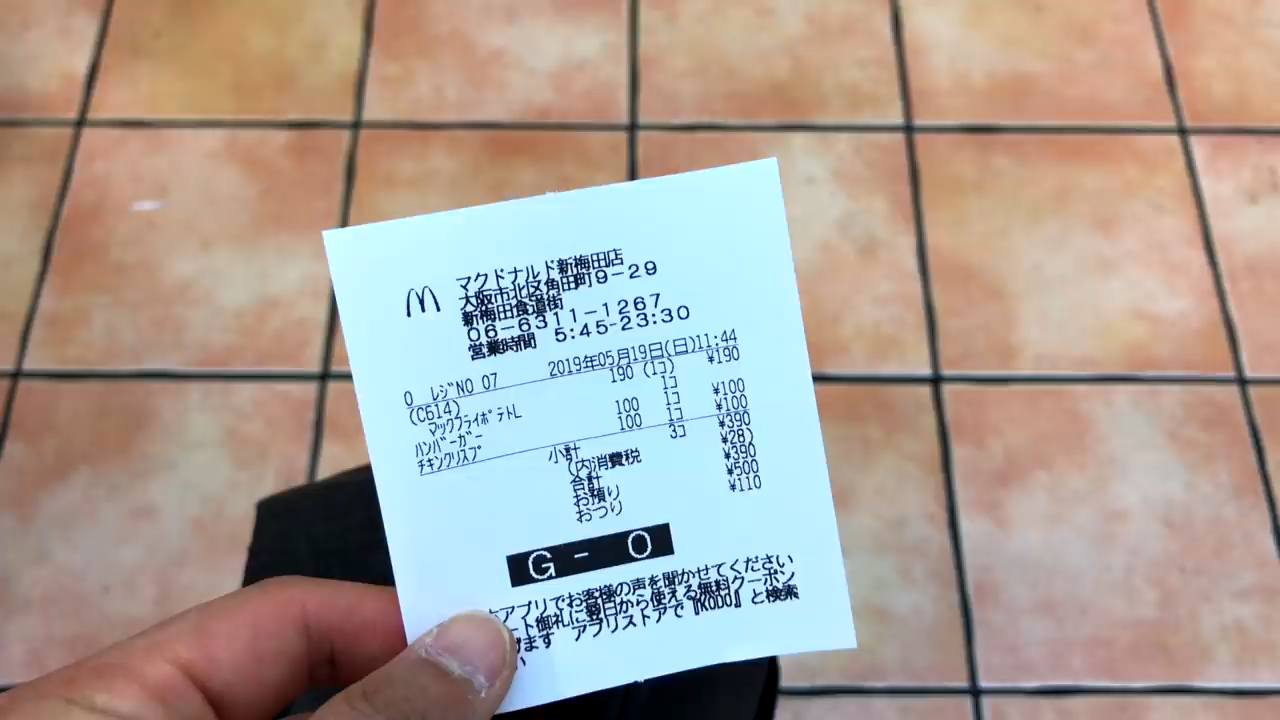 マクドナルド新梅田店
大阪市北区角田町9-29
新梅田食道街
06-6311-1267
営業時間 5:45-23:30
0 レジNO 07 2019年05月19日(日)11:44
(C614) 190 (1コ) ¥190
マックフライポテトL 1コ
ハンバーガー 100 1コ ¥100
チキンクリスプ 100 1コ ¥100
小計 3コ ¥390
(内消費税 ¥28)
合計 ¥390
お預り ¥500
おつり ¥110
G - 0
アプリでお客様の声を聞かせてください
ート御礼に翌日から使える無料クーポン
げます アプリストアで『KODO』と検索
い